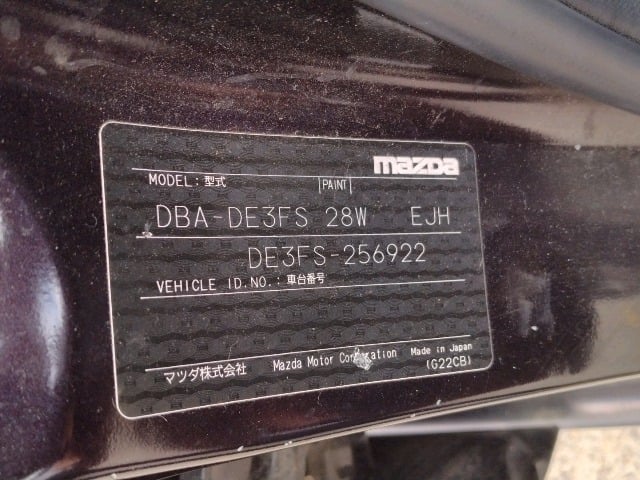 mazda
MODEL: 型式 PAINT
DBA-DE3FS 28W EJH
DE3FS-256922
VEHICLE ID.NO.: 車台番号
マツダ株式会社 Mazda Motor Corporation Made in Japan
(G22CB)